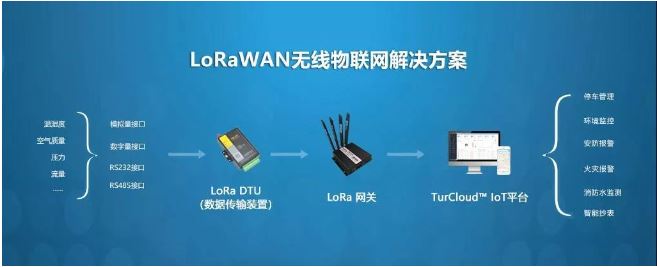 LoRaWAN无线物联网解决方案
温湿度
空气质量
压力
流量
......
模拟量接口
数字量接口
RS232接口
RS485接口
LoRa DTU
(数据传输装置)
LoRa 网关
TurCloud™ IoT平台
停车管理
环境监控
安防报警
火灾报警
消防水监测
智能抄表